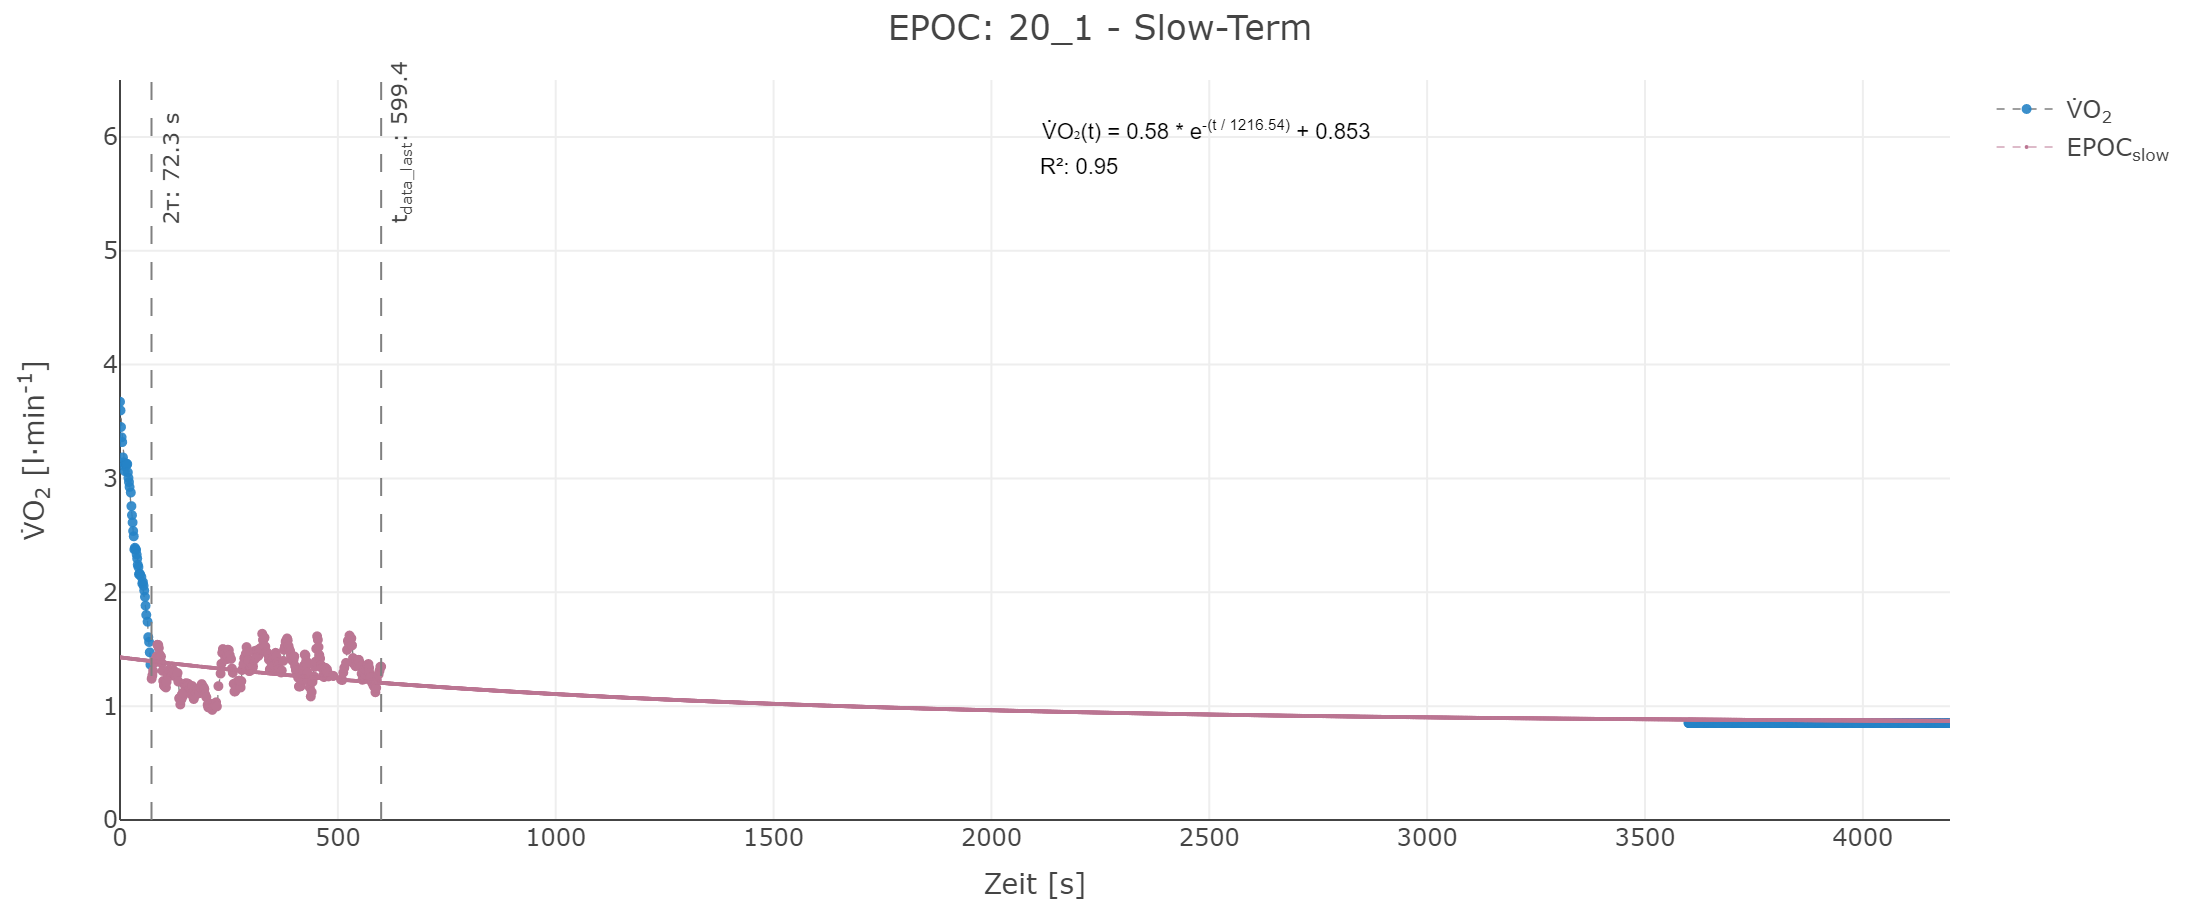 EPOC: 20_1 - Slow-Term
V̇O₂
EPOC_slow
2τ: 72.3 s
t_data_last: 599.4
V̇O₂(t) = 0.58 * e^-(t / 1216.54) + 0.853
R²: 0.95
V̇O₂ [l·min⁻¹]
6
5
4
3
2
1
0
0 500 1000 1500 2000 2500 3000 3500 4000
Zeit [s]